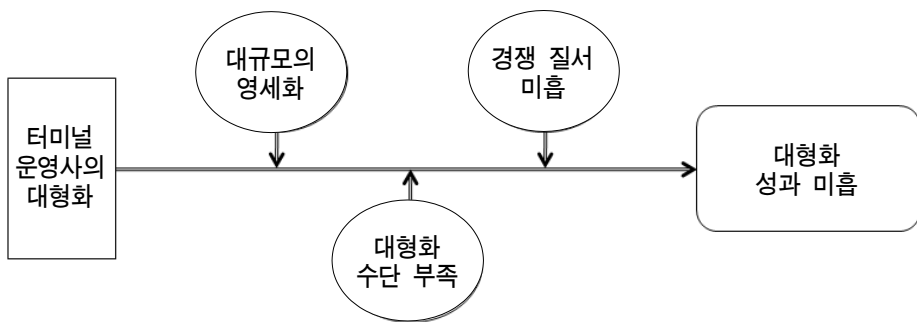 대규모의
영세화
경쟁 질서
미흡
터미널
운영사의
대형화
대형화
성과 미흡
대형화
수단 부족